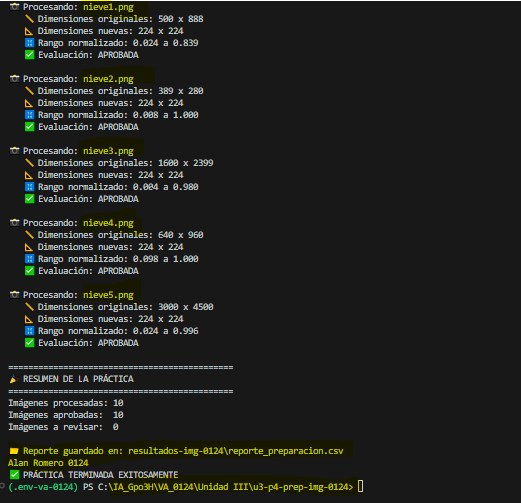 📷 Procesando: nieve1.png
📏 Dimensiones originales: 500 x 888
📐 Dimensiones nuevas: 224 x 224
🔢 Rango normalizado: 0.024 a 0.839
✅ Evaluación: APROBADA
📷 Procesando: nieve2.png
📏 Dimensiones originales: 389 x 280
📐 Dimensiones nuevas: 224 x 224
🔢 Rango normalizado: 0.008 a 1.000
✅ Evaluación: APROBADA
📷 Procesando: nieve3.png
📏 Dimensiones originales: 1600 x 2399
📐 Dimensiones nuevas: 224 x 224
🔢 Rango normalizado: 0.004 a 0.980
✅ Evaluación: APROBADA
📷 Procesando: nieve4.png
📏 Dimensiones originales: 640 x 960
📐 Dimensiones nuevas: 224 x 224
🔢 Rango normalizado: 0.098 a 1.000
✅ Evaluación: APROBADA
📷 Procesando: nieve5.png
📏 Dimensiones originales: 3000 x 4500
📐 Dimensiones nuevas: 224 x 224
🔢 Rango normalizado: 0.024 a 0.996
✅ Evaluación: APROBADA
=============================================
🎉 RESUMEN DE LA PRÁCTICA
=============================================
Imágenes procesadas: 10
Imágenes aprobadas:  10
Imágenes a revisar:  0
📁 Reporte guardado en: resultados-img-0124\reporte_preparacion.csv
Alan Romero 0124
✅ PRÁCTICA TERMINADA EXITOSAMENTE
(.env-va-0124) PS C:\IA_Gpo3H\VA_0124\Unidad III\u3-p4-prep-img-0124>